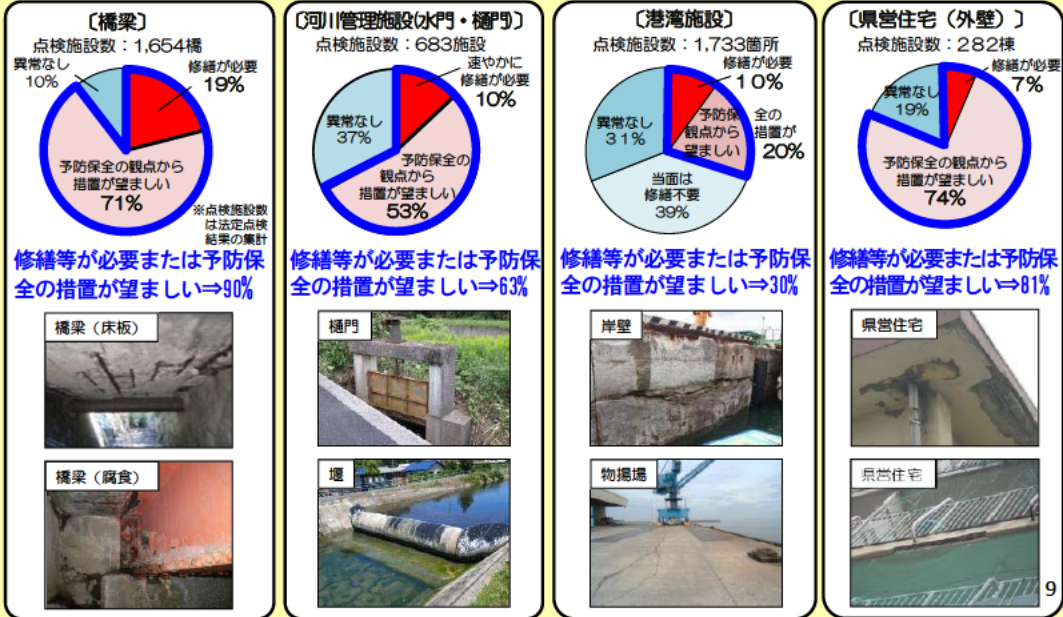 〔橋梁〕
点検施設数：1,654橋
異常なし
10%
修繕が必要
19%
予防保全の観点から
措置が望ましい
71%
※点検施設数
は法定点検
結果の集計
修繕等が必要または予防保
全の措置が望ましい⇒90%
橋梁（床板）
橋梁（腐食）
〔河川管理施設(水門・樋門)〕
点検施設数：683施設
速やかに
修繕が必要
10%
異常なし
37%
予防保全の
観点から
措置が望ましい
53%
修繕等が必要または予防保
全の措置が望ましい⇒63%
樋門
堰
〔港湾施設〕
点検施設数：1,733箇所
修繕が必要
10%
異常なし
31%
予防保全の
観点から措置が
望ましい20%
当面は
修繕不要
39%
修繕等が必要または予防保
全の措置が望ましい⇒30%
岸壁
物揚場
〔県営住宅（外壁）〕
点検施設数：282棟
修繕が必要
7%
異常なし
19%
予防保全の観点から
措置が望ましい
74%
修繕等が必要または予防保
全の措置が望ましい⇒81%
県営住宅
県営住宅
9